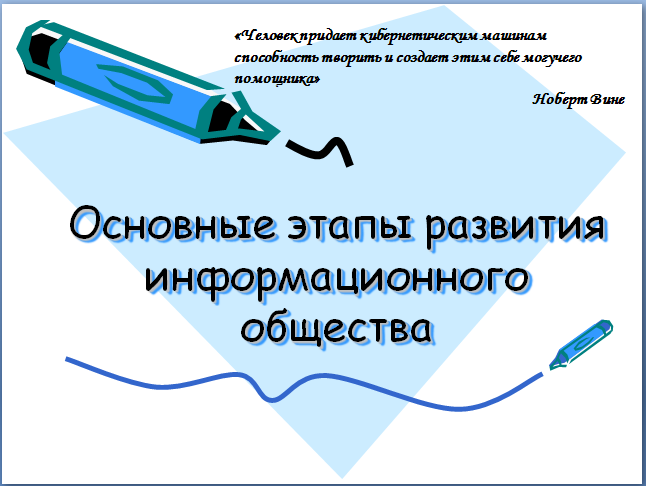 «Человек придает кибернетическим машинам
способность творить и создает этим себе могучего
помощника»
Ноберт Вине
Основные этапы развития
информационного
общества